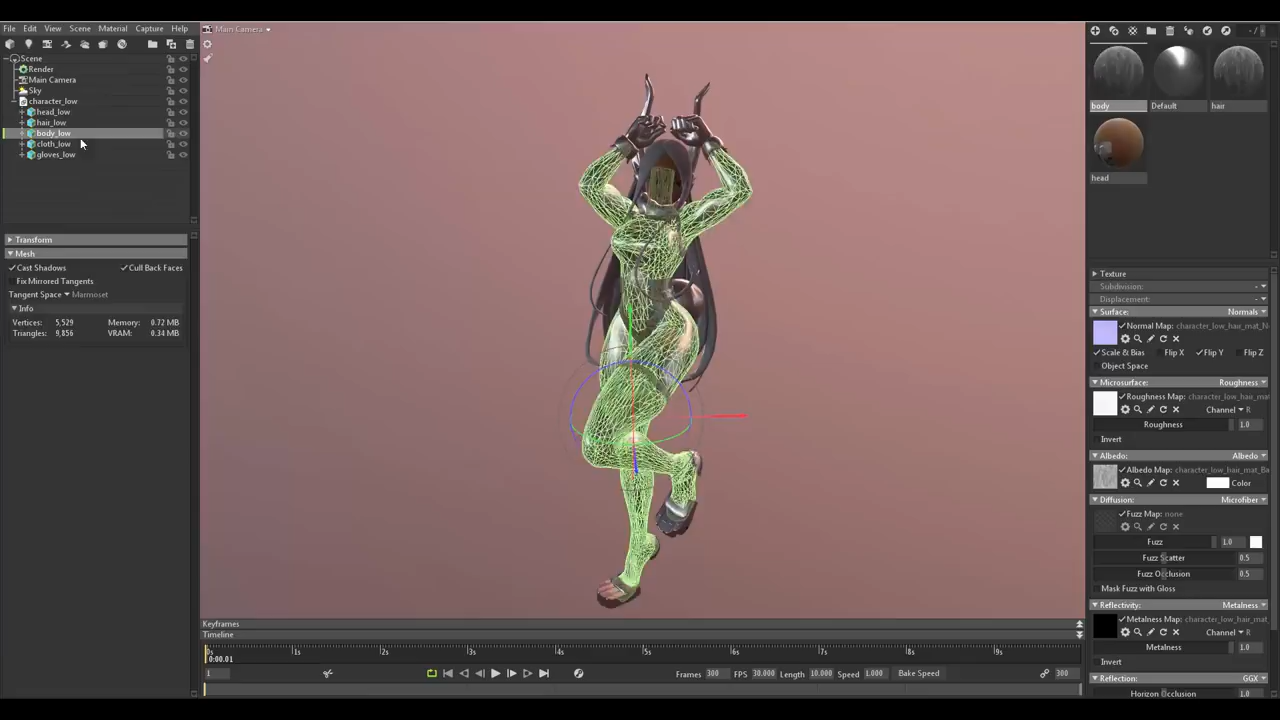 File Edit View Scene Material Capture Help
Main Camera
Scene
Render
Main Camera
Sky
character_low
head_low
hair_low
body_low
cloth_low
gloves_low
Transform
Mesh
Cast Shadows Cull Back Faces
Fix Mirrored Tangents
Tangent Space Marmoset
Info
Vertices: 5,529 Memory: 0.72 MB
Triangles: 9,856 VRAM: 0.34 MB
Keyframes
Timeline
0s 1s 2s 3s 4s 5s 6s 7s 8s 9s
0:00.01
1 Frames 300 FPS 30.000 Length 10.000 Speed 1.000 Bake Speed 300
- / -
body Default hair
head
Texture
Subdivision: -
Displacement: -
Surface: Normals
Normal Map: character_low_hair_mat_N
Scale & Bias Flip X Flip Y Flip Z
Object Space
Microsurface: Roughness
Roughness Map: character_low_hair_mat
Channel R
Roughness 1.0
Invert
Albedo: Albedo
Albedo Map: character_low_hair_mat_Ba
Color
Diffusion: Microfiber
Fuzz Map: none
Fuzz 1.0
Fuzz Scatter 0.5
Fuzz Occlusion 0.5
Mask Fuzz with Gloss
Reflectivity: Metalness
Metalness Map: character_low_hair_mat_
Channel R
Metalness 1.0
Invert
Reflection: GGX
Horizon Occlusion 1.0